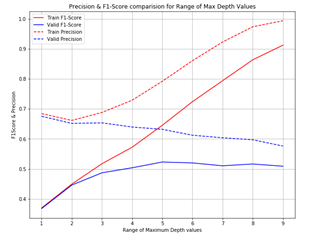 Precision & F1-Score comparision for Range of Max Depth Values
Train F1-Score
Valid F1-Score
Train Precision
Valid Precision
F1Score & Precision
1.0
0.9
0.8
0.7
0.6
0.5
0.4
1 2 3 4 5 6 7 8 9
Range of Maximum Depth values